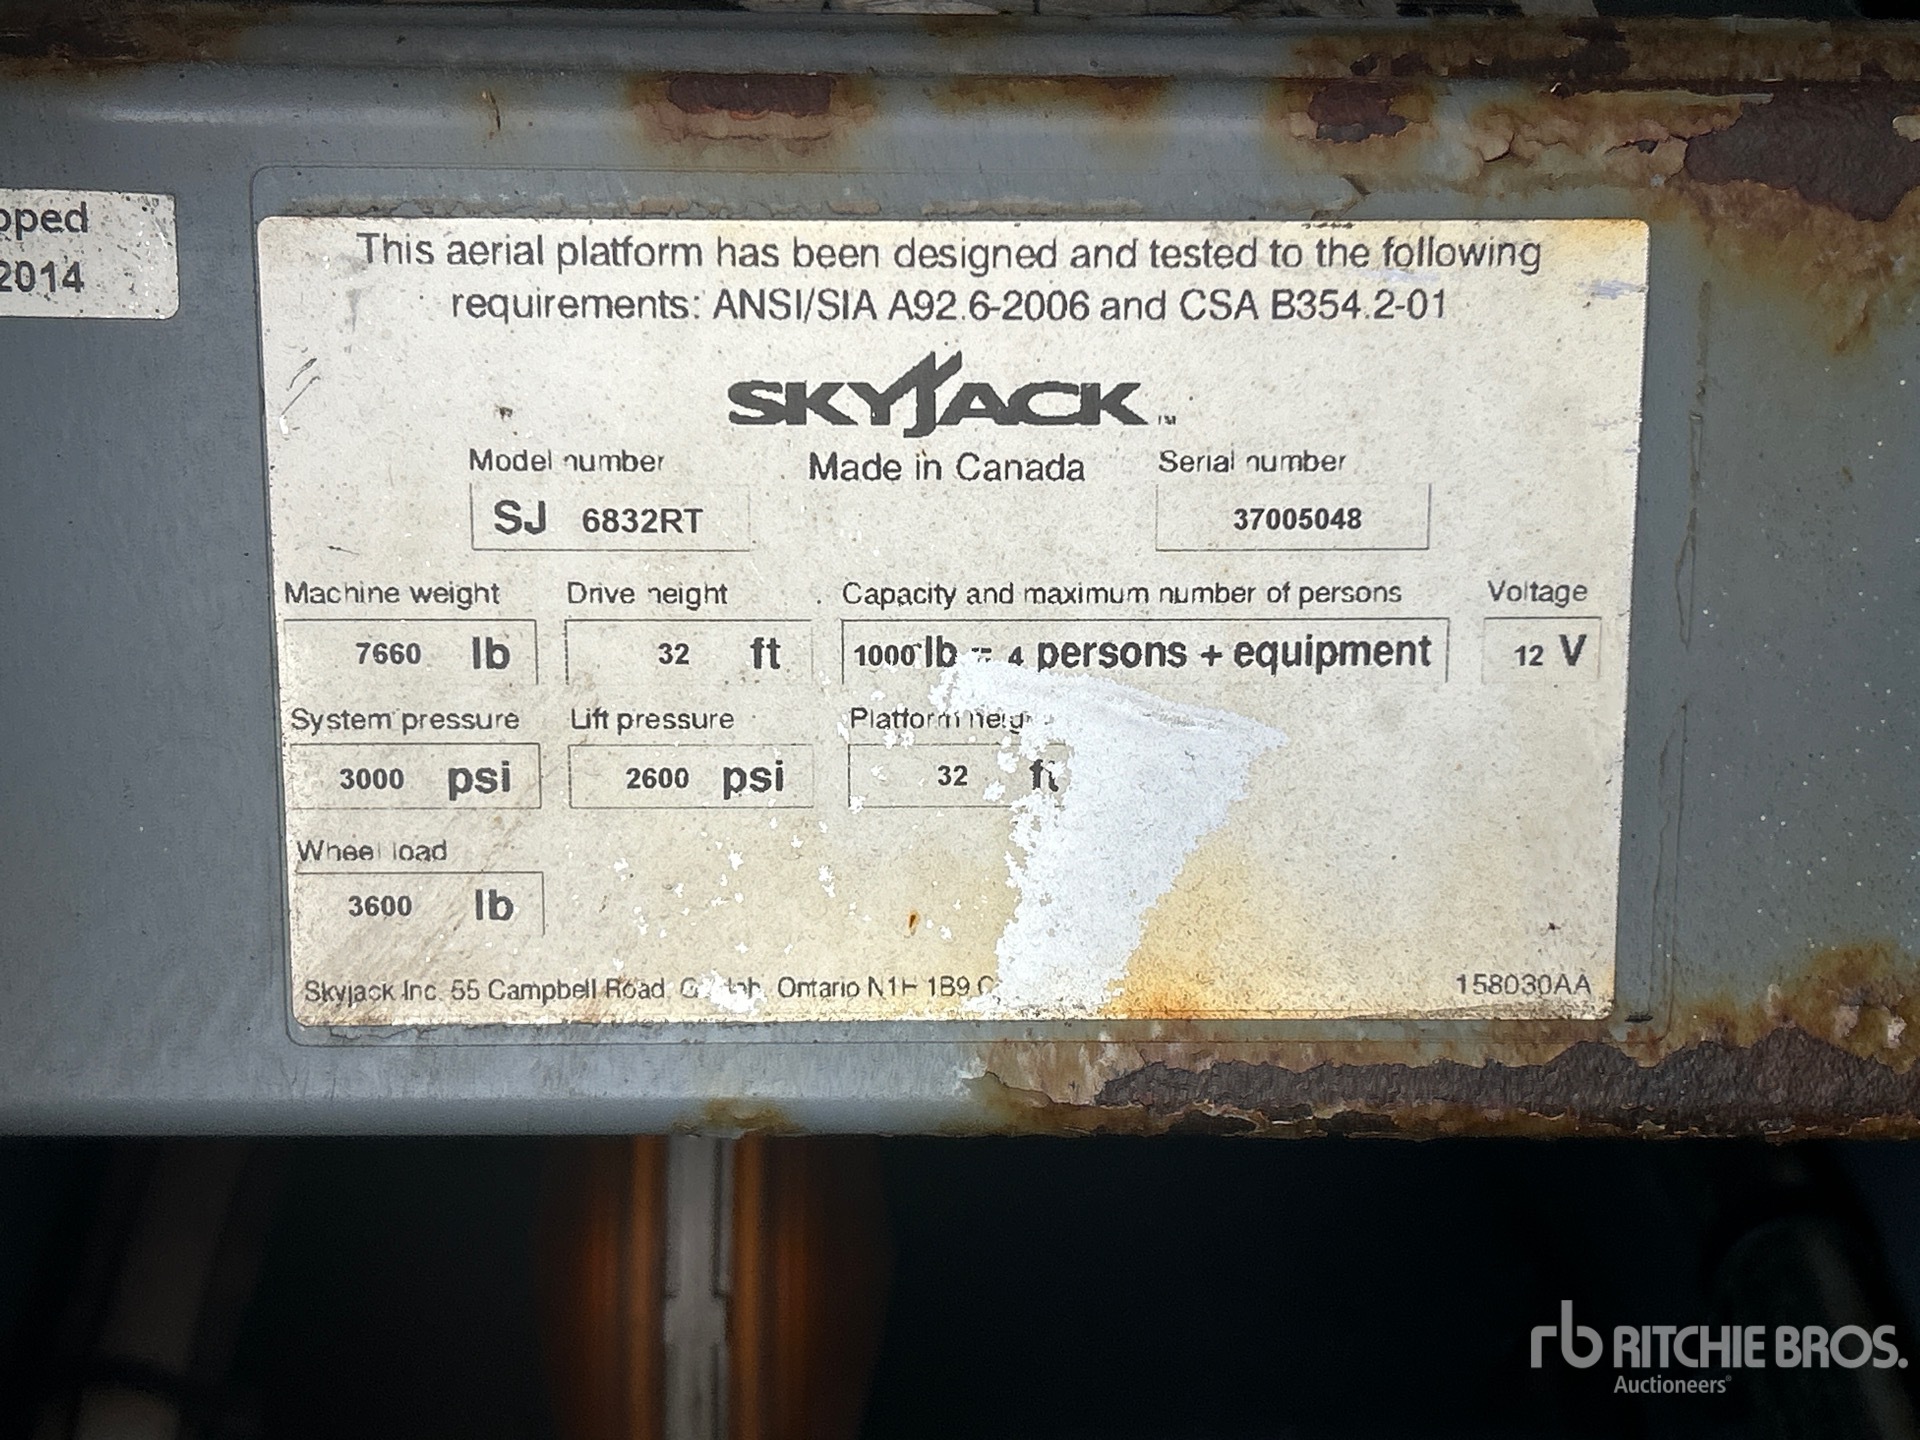 2014
This aerial platform has been designed and tested to the following
requirements: ANSI/SIA A92.6-2006 and CSA B354.2-01
SKYJACK TM
Model number
Made in Canada
Serial number
SJ 6832RT
37005048
Machine weight
Drive height
Capacity and maximum number of persons
Voltage
7660 lb
32 ft
1000 lb = 4 persons + equipment
12 V
System pressure
Lift pressure
Platform
3000 psi
2600 psi
32 ft
Wheel load
3600 lb
Skyjack Inc. 55 Campbell Road, Ontario N1H 1B9
158030AA
rb RITCHIE BROS.
Auctioneers®